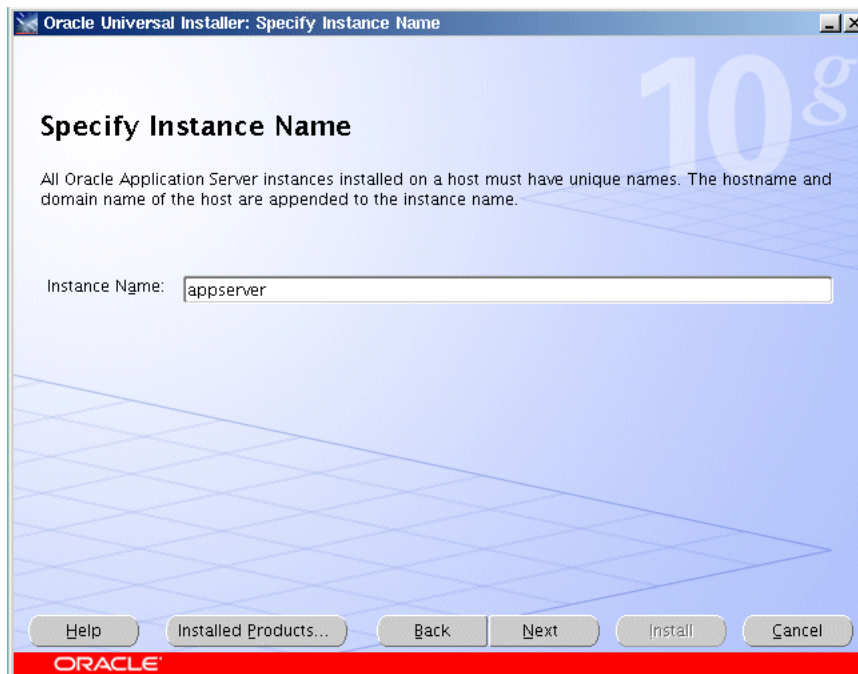 Oracle Universal Installer: Specify Instance Name
10g
Specify Instance Name
All Oracle Application Server instances installed on a host must have unique names. The hostname and
domain name of the host are appended to the instance name.
Instance Name: appserver
Help Installed Products... Back Next Install Cancel
ORACLE